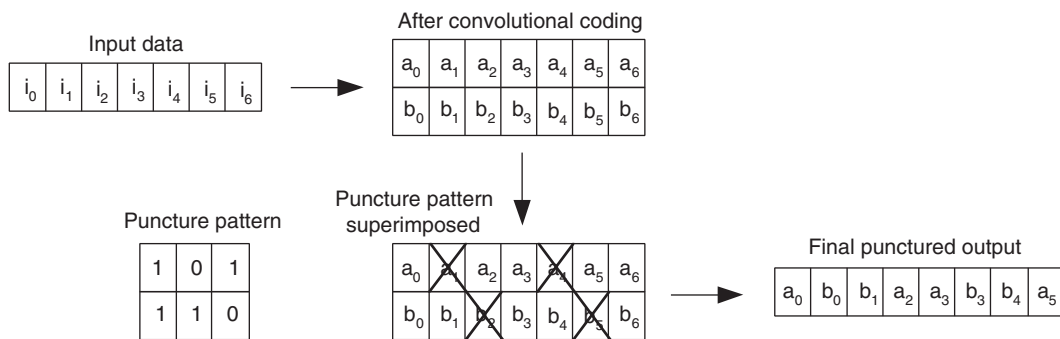 After convolutional coding
Input data
i₀ i₁ i₂ i₃ i₄ i₅ i₆
a₀ a₁ a₂ a₃ a₄ a₅ a₆
b₀ b₁ b₂ b₃ b₄ b₅ b₆
Puncture pattern
1 0 1
1 1 0
Puncture pattern
superimposed
a₀ a₁ a₂ a₃ a₄ a₅ a₆
b₀ b₁ b₂ b₃ b₄ b₅ b₆
Final punctured output
a₀ b₀ b₁ a₂ a₃ b₃ b₄ a₅